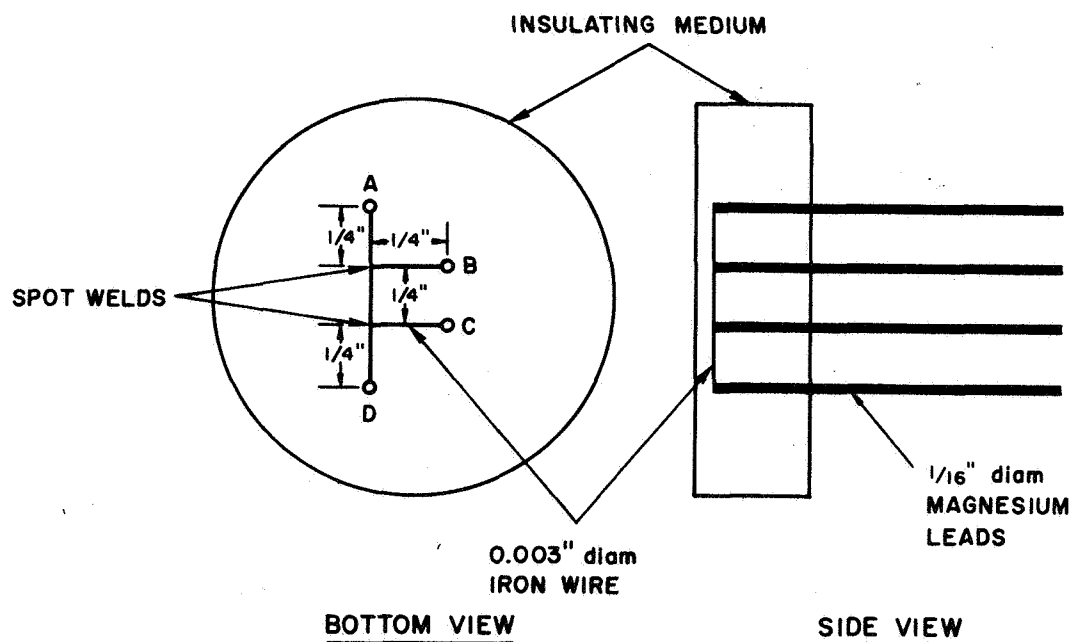 INSULATING MEDIUM
A
1/4"
1/4"
B
SPOT WELDS
1/4"
C
1/4"
D
1/16" diam
MAGNESIUM
LEADS
0.003" diam
IRON WIRE
BOTTOM VIEW
SIDE VIEW